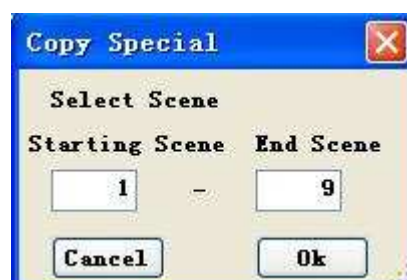 Copy Special
Select Scene
Starting Scene End Scene
1 - 9
Cancel Ok